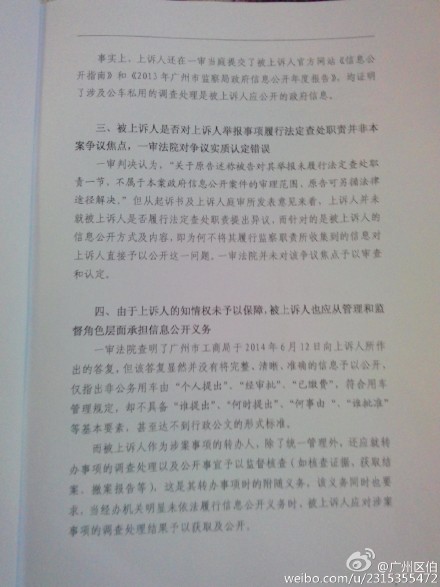 事实上，上诉人还在一审当庭提交了被上诉人官方网站《信息公
开指南》和《2013年广州市监察局政府信息公开年度报告》，均证明
了涉及公车私用的调查处理是被上诉人应公开的政府信息。
三、被上诉人是否对上诉人举报事项履行法定查处职责并非本
案争议焦点，一审法院对争议实质认定错误
一审判决认为，“关于原告述称被告对其举报未履行法定查处职
责一节，不属于本案政府信息公开案件的审理范围，原告可另循法律
途径解决。”但从起诉书及上诉人庭审所发表意见来看，上诉人并未
就被上诉人是否履行法定查处职责提出异议，而针对的是被上诉人的
信息公开方式及内容，即为何不将其履行监察职责所收集到的信息对
上诉人直接予以公开这一问题，一审法院并未对该争议焦点予以审查
和认定。
四、由于上诉人的知情权未予以保障，被上诉人也应从管理和监
督角色层面承担信息公开义务
一审法院查明了广州市工商局于2014年6月12日向上诉人所作
出的答复，但该答复显然并没有将完整、清晰、准确的信息予以公开，
仅指出非公务用车由“个人提出”、“经审批”、“已缴费”，符合用车
管理规定，却不具备“谁提出”、“何时提出”、“何事由”、“谁批准”
等基本要素，甚至达不到行政公文的形式标准。
而被上诉人作为涉案事项的转办人，除了统一管理外，还应就转
办事项的调查处理以及公开事宜予以监督核查（如核查证据，获取结
案、撤案报告等），这是其转办事项时的附随义务，该义务同时也要
求，当经办机关明显未依法履行信息公开义务时，被上诉人应对涉案
事项的调查处理结果予以获取及公开。
@广州区伯
weibo.com/u/2315355472